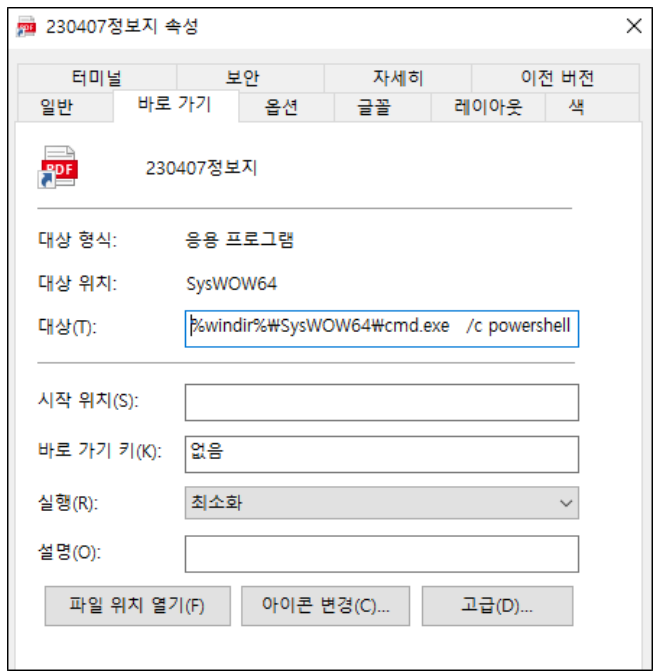 230407정보지 속성
터미널 보안 자세히 이전 버전
일반 바로 가기 옵션 글꼴 레이아웃 색
PDF 230407정보지
대상 형식: 응용 프로그램
대상 위치: SysWOW64
대상(T): %windir%₩SysWOW64₩cmd.exe /c powershell
시작 위치(S):
바로 가기 키(K): 없음
실행(R): 최소화
설명(O):
파일 위치 열기(F) 아이콘 변경(C)... 고급(D)...